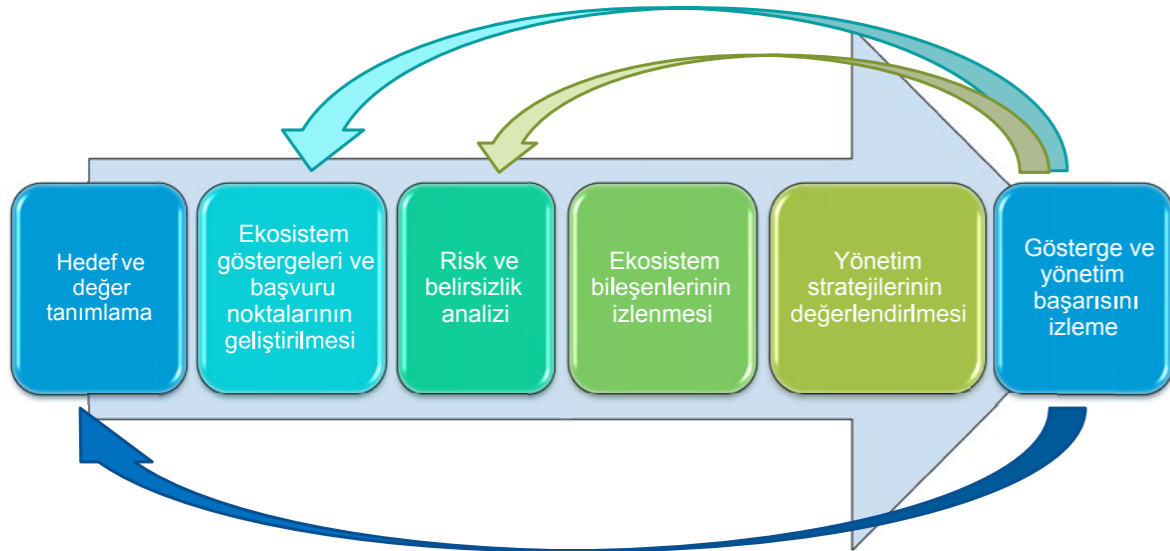 Hedef ve
değer
tanımlama
Ekosistem
göstergeleri ve
başvuru
noktalarının
geliştirilmesi
Risk ve
belirsizlik
analizi
Ekosistem
bileşenlerinin
izlenmesi
Yönetim
stratejilerinin
değerlendirilmesi
Gösterge ve
yönetim
başarısını
izleme